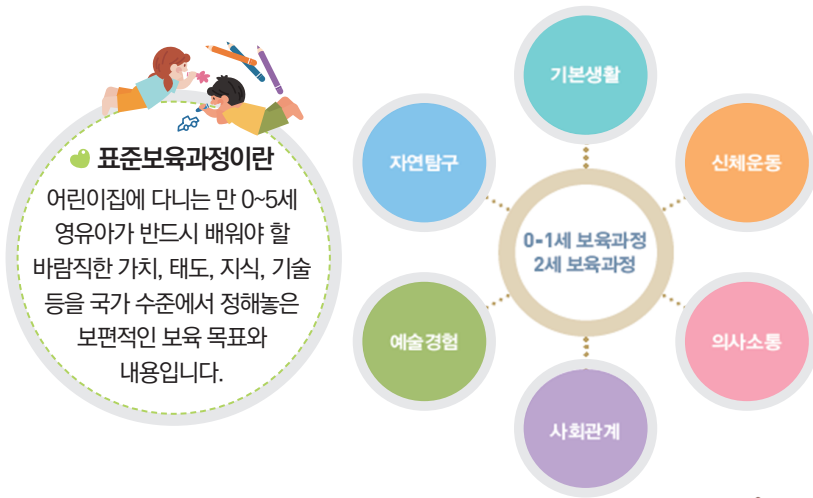 표준보육과정이란
어린이집에 다니는 만 0~5세
영유아가 반드시 배워야 할
바람직한 가치, 태도, 지식, 기술
등을 국가 수준에서 정해놓은
보편적인 보육 목표와
내용입니다.
기본생활
신체운동
의사소통
사회관계
예술경험
자연탐구
0-1세 보육과정
2세 보육과정